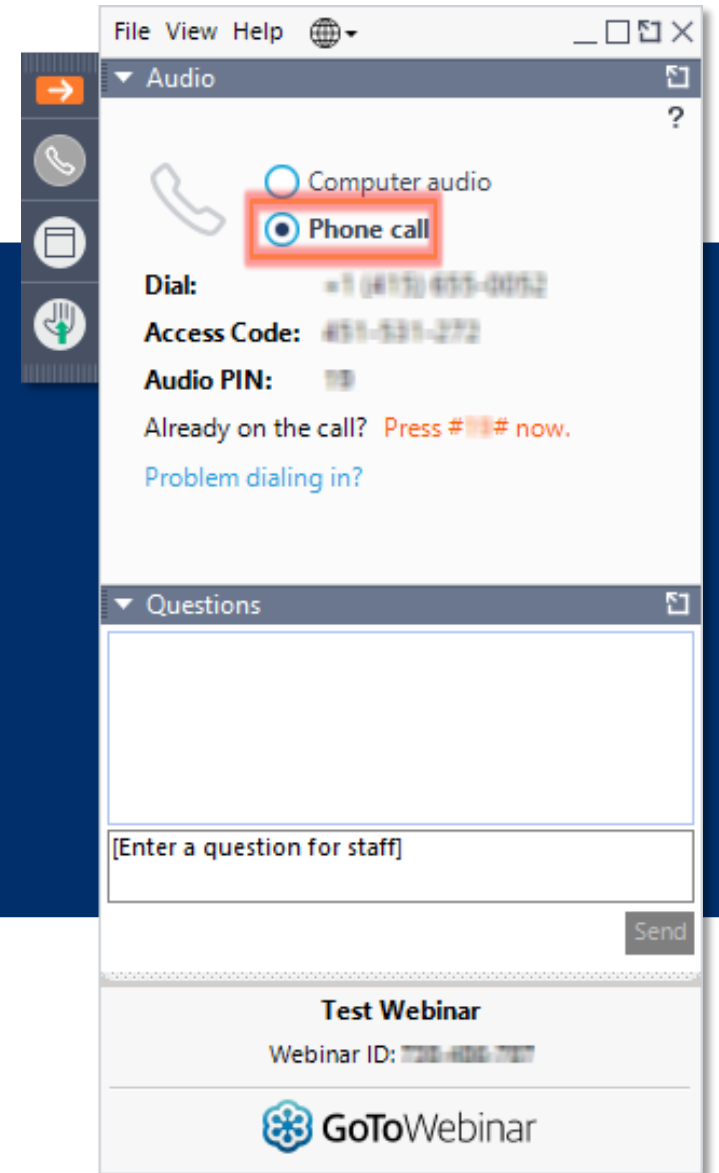 File View Help
Audio
?
Computer audio
Phone call
Dial:
Access Code:
Audio PIN:
Already on the call? Press # # now.
Problem dialing in?
Questions
[Enter a question for staff]
Send
Test Webinar
Webinar ID:
GoToWebinar